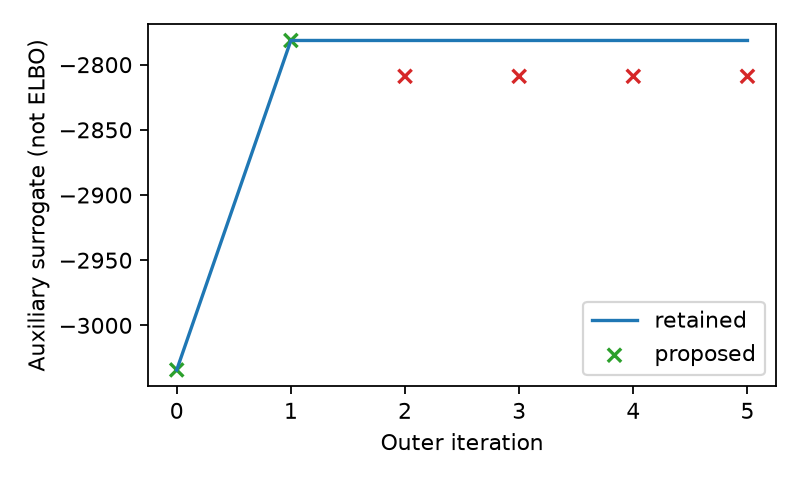 Auxiliary surrogate (not ELBO)
−2800
−2850
−2900
−2950
−3000
retained
proposed
0 1 2 3 4 5
Outer iteration